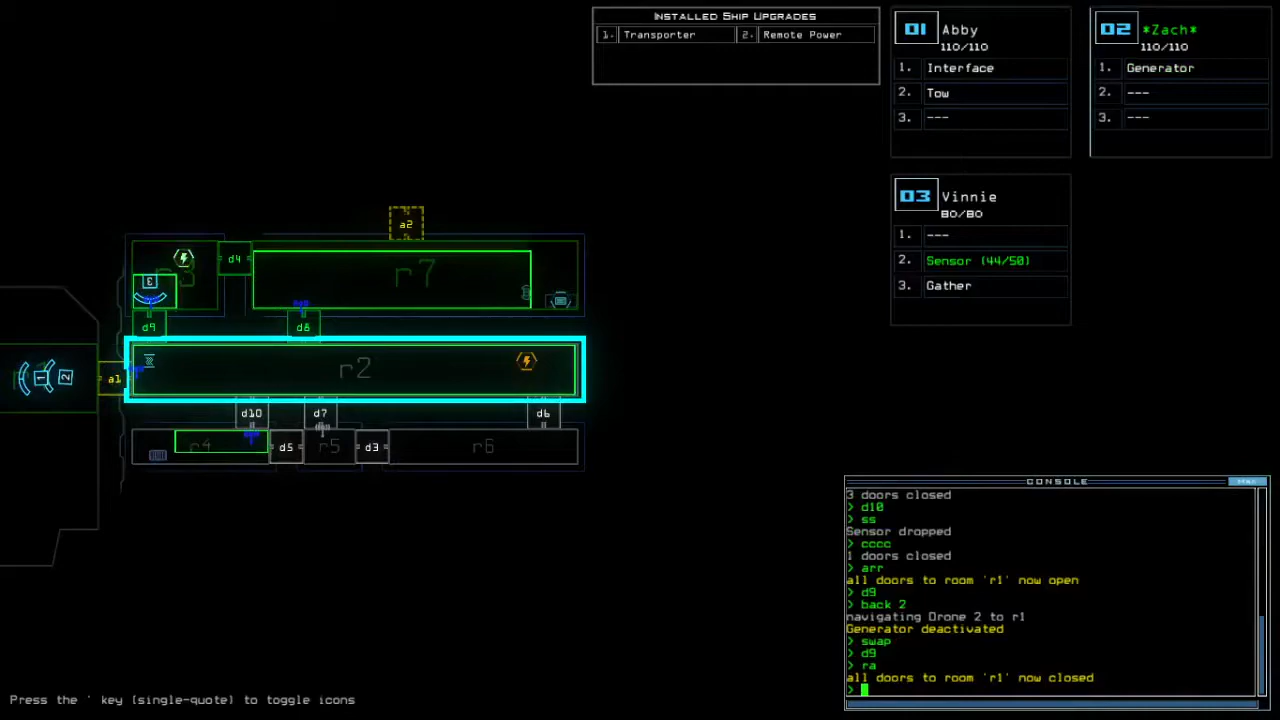 Installed Ship Upgrades
1. Transporter 2. Remote Power
01 Abby
110/110
1. Interface
2. Tow
3. ---
02 *Zach*
110/110
1. Generator
2. ---
3. ---
03 Vinnie
80/80
1. ---
2. Sensor (44/50)
3. Gather
a2
r3
d4
r7
3
d9
d8
r2
a1
1
2
d10
d7
d6
r4
d5
r5
d3
r6
CONSOLE
3 doors closed
> d10
> ss
Sensor dropped
> cccc
1 doors closed
> arr
all doors to room 'r1' now open
> d9
> back 2
navigating Drone 2 to r1
Generator deactivated
> swap
> d9
> ra
all doors to room 'r1' now closed
>
Press the ' key (single-quote) to toggle icons